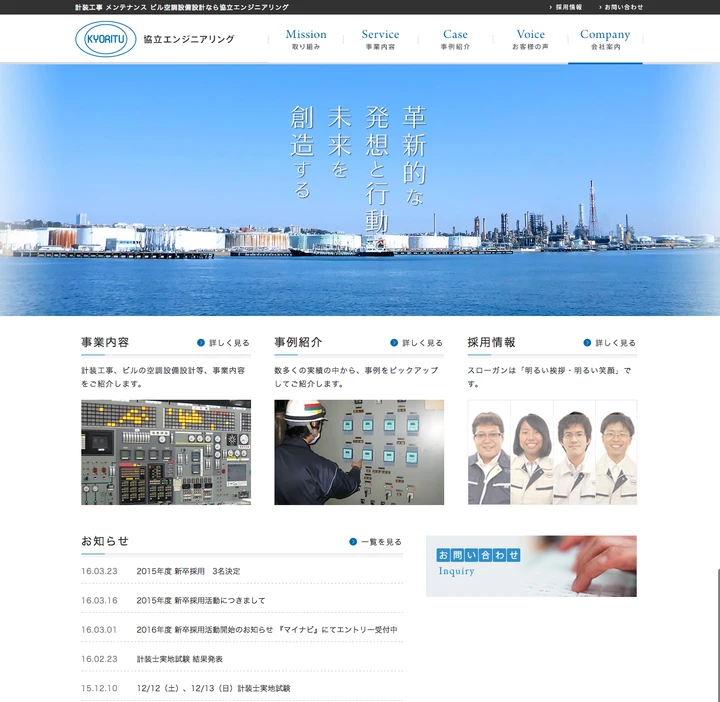 計装工事 メンテナンス ビル空調設備設計なら協立エンジニアリング
採用情報
お問い合わせ
KYORITU
協立エンジニアリング
Mission
取り組み
Service
事業内容
Case
事例紹介
Voice
お客様の声
Company
会社案内
革新的な
発想と行動で
未来を
創造する
事業内容
詳しく見る
計装工事、ビルの空調設備設計等、事業内容
をご紹介します。
事例紹介
詳しく見る
数多くの実績の中から、事例をピックアップ
してご紹介します。
採用情報
詳しく見る
スローガンは「明るい挨拶・明るい笑顔」で
す。
お知らせ
一覧を見る
16.03.23 2015年度 新卒採用 3名決定
16.03.16 2015年度 新卒採用活動につきまして
16.03.01 2016年度 新卒採用活動開始のお知らせ 『マイナビ』にてエントリー受付中
16.02.23 計装士実地試験 結果発表
15.12.10 12/12（土）、12/13（日）計装士実地試験
お問い合わせ
Inquiry